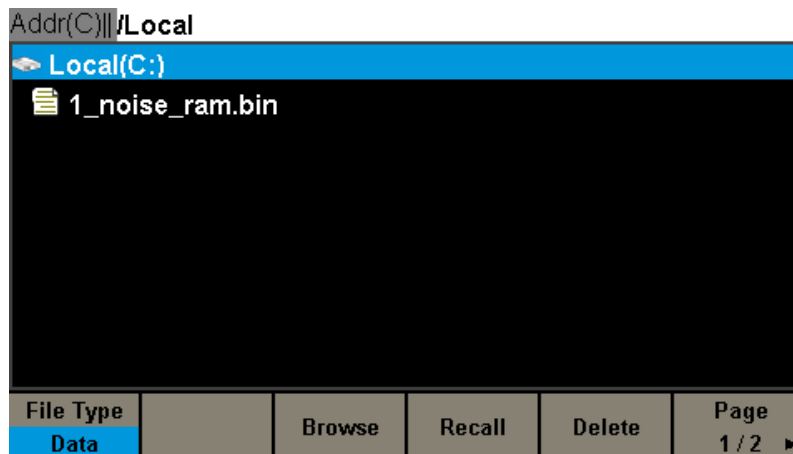 Addr(C)|| /Local
Local(C:)
1_noise_ram.bin
File Type
Data
Browse
Recall
Delete
Page
1 / 2